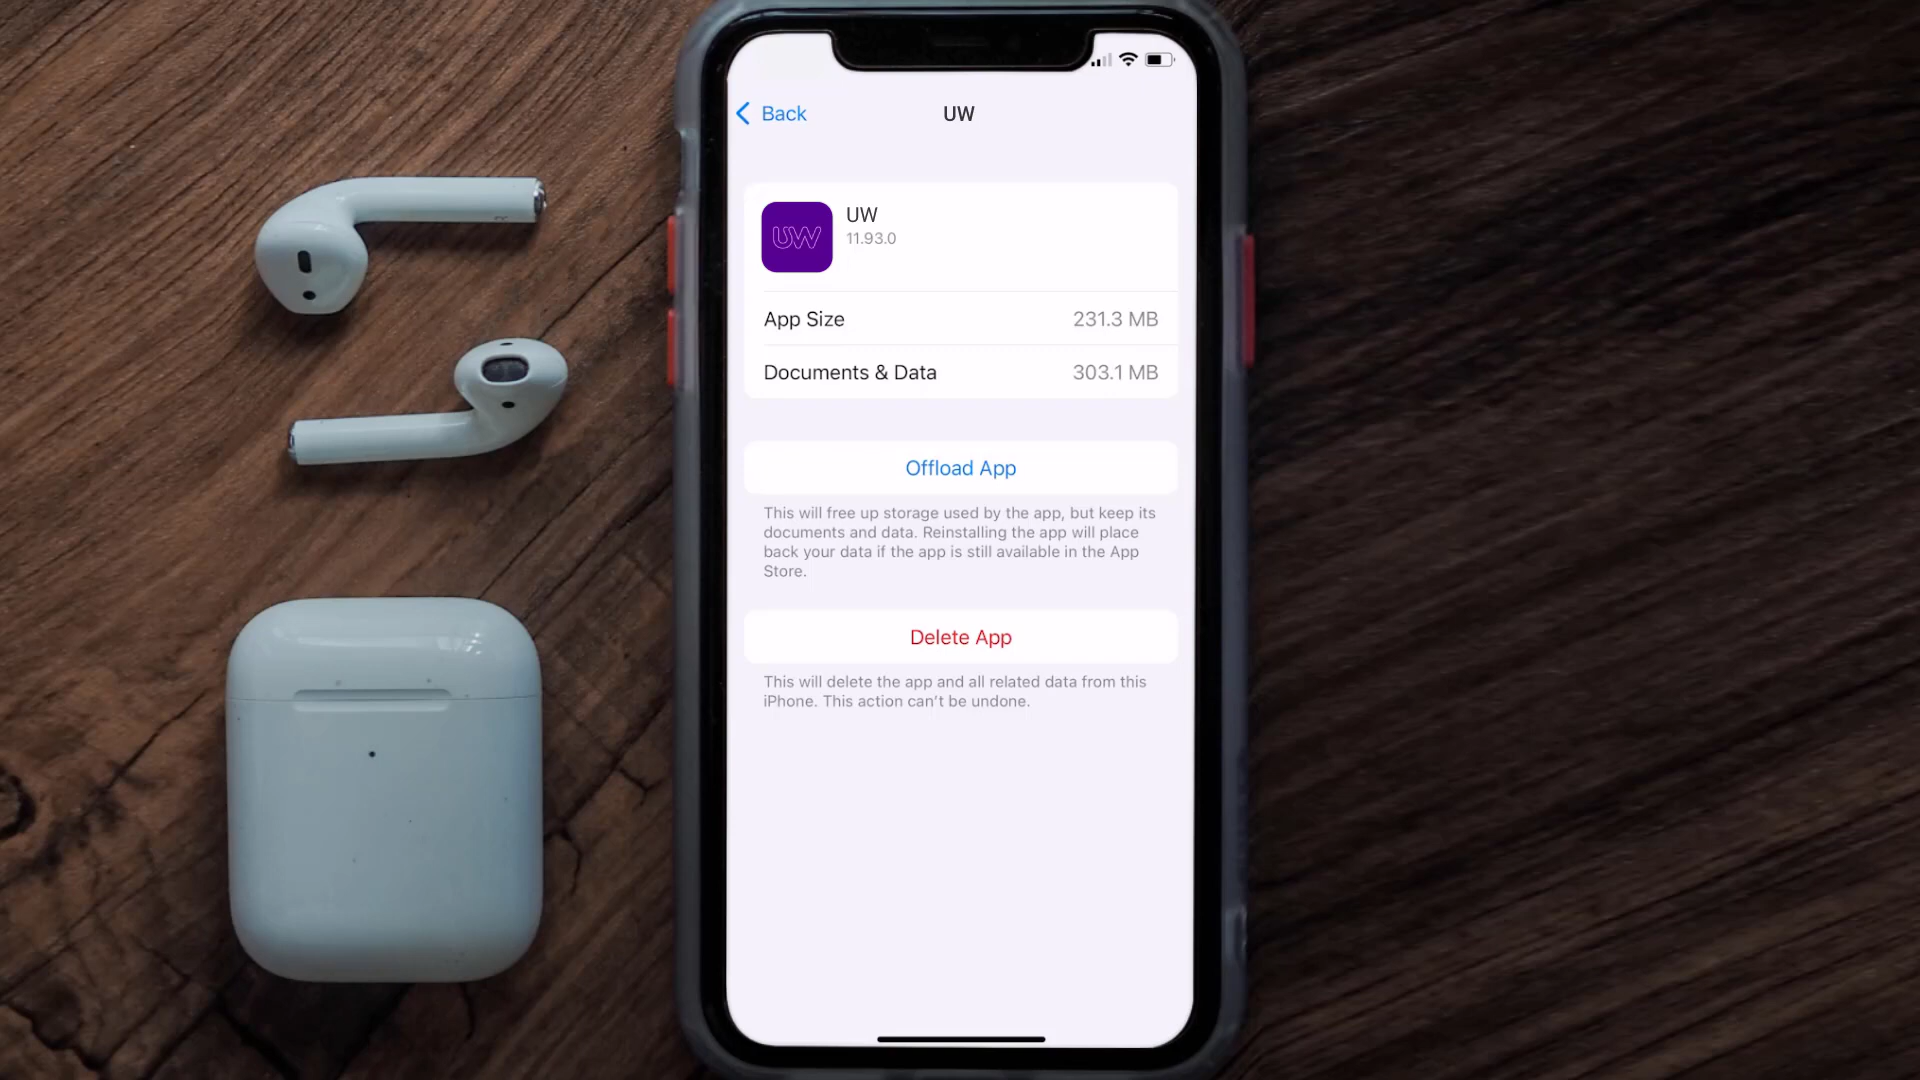 Back
UW
UW
UW
11.93.0
App Size
231.3 MB
Documents & Data
303.1 MB
Offload App
This will free up storage used by the app, but keep its
documents and data. Reinstalling the app will place
back your data if the app is still available in the App
Store.
Delete App
This will delete the app and all related data from this
iPhone. This action can't be undone.